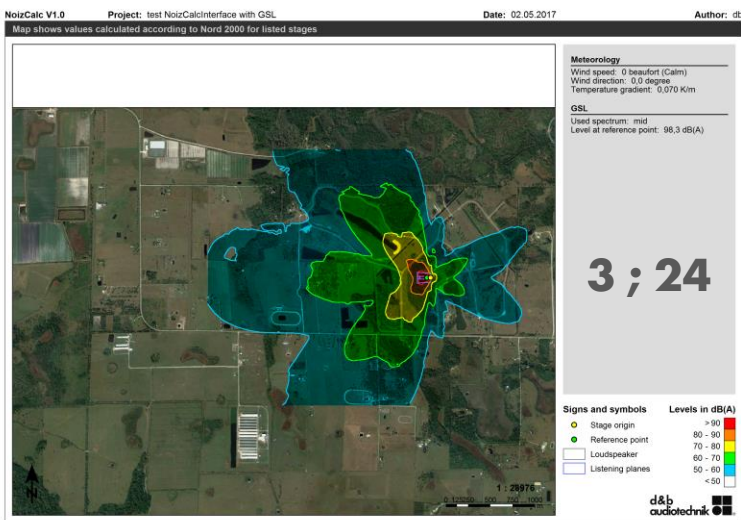 NoizCalc V1.0 Project: test NoizCalcInterface with GSL Date: 02.05.2017 Author: db
Map shows values calculated according to Nord 2000 for listed stages
Meteorology
Wind speed: 0 beaufort (Calm)
Wind direction: 0,0 degree
Temperature gradient: 0,070 K/m
GSL
Used spectrum: mid
Level at reference point: 98,3 dB(A)
3 ; 24
Signs and symbols
Stage origin
Reference point
Loudspeaker
Listening planes
Levels in dB(A)
> 90
80 - 90
70 - 80
60 - 70
50 - 60
< 50
N
500 750 1000
d&b
audiotechnik